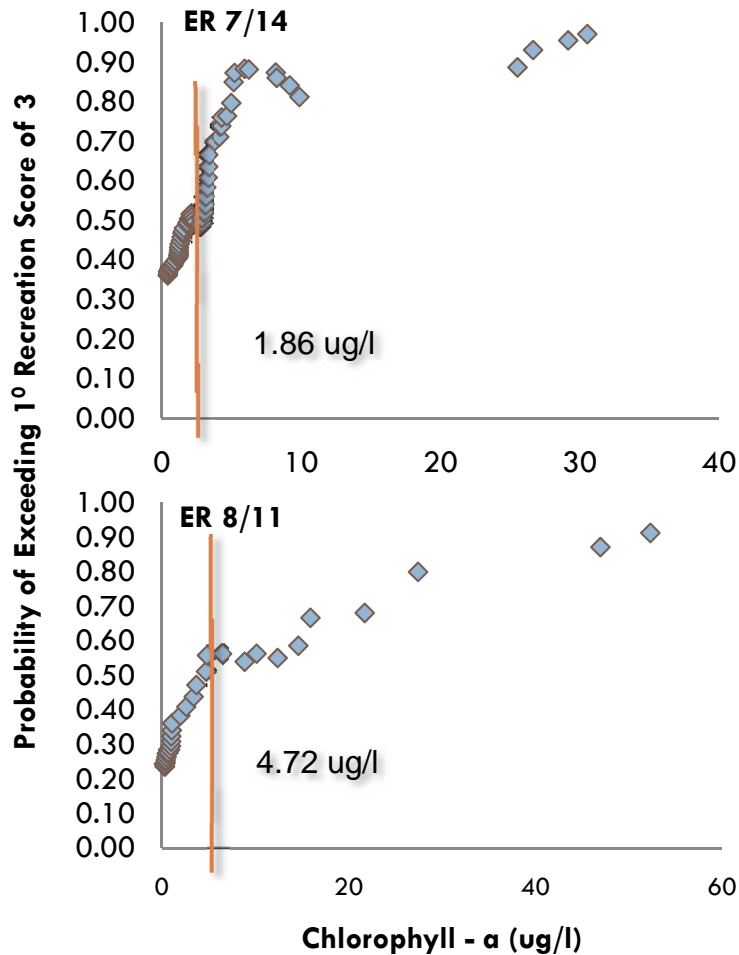 Probability of Exceeding 1⁰ Recreation Score of 3
ER 7/14
1.00
0.90
0.80
0.70
0.60
0.50
0.40
0.30
0.20
0.10
0.00
1.86 ug/l
0 10 20 30 40
ER 8/11
1.00
0.90
0.80
0.70
0.60
0.50
0.40
0.30
0.20
0.10
0.00
4.72 ug/l
0 20 40 60
Chlorophyll - a (ug/l)